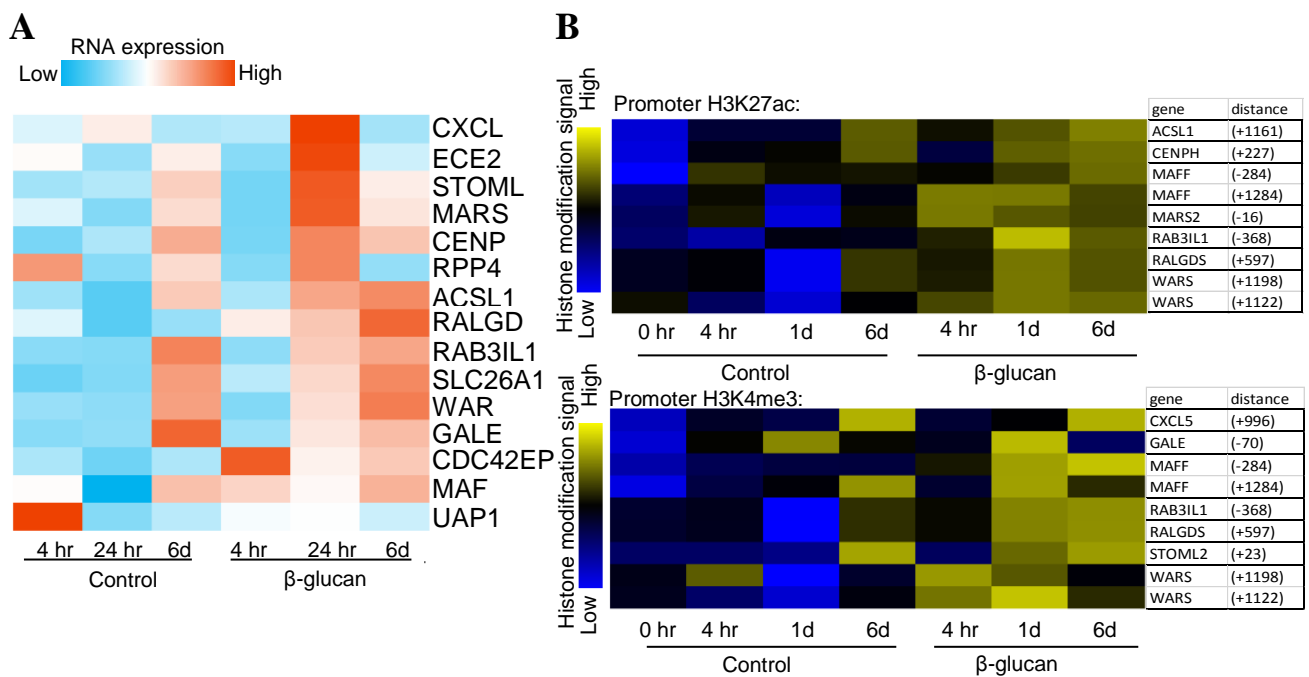 A
RNA expression
Low High
CXCL
ECE2
STOML
MARS
CENP
RPP4
ACSL1
RALGD
RAB3IL1
SLC26A1
WAR
GALE
CDC42EP
MAF
UAP1
4 hr 24 hr 6d 4 hr 24 hr 6d
Control β-glucan
B
Histone modification signal
Low High
Promoter H3K27ac:
gene distance
ACSL1 (+1161)
CENPH (+227)
MAFF (-284)
MAFF (+1284)
MARS2 (-16)
RAB3IL1 (-368)
RALGDS (+597)
WARS (+1198)
WARS (+1122)
0 hr 4 hr 1d 6d 4 hr 1d 6d
Control β-glucan
Histone modification signal
Low High
Promoter H3K4me3:
gene distance
CXCL5 (+996)
GALE (-70)
MAFF (-284)
MAFF (+1284)
RAB3IL1 (-368)
RALGDS (+597)
STOML2 (+23)
WARS (+1198)
WARS (+1122)
0 hr 4 hr 1d 6d 4 hr 1d 6d
Control β-glucan